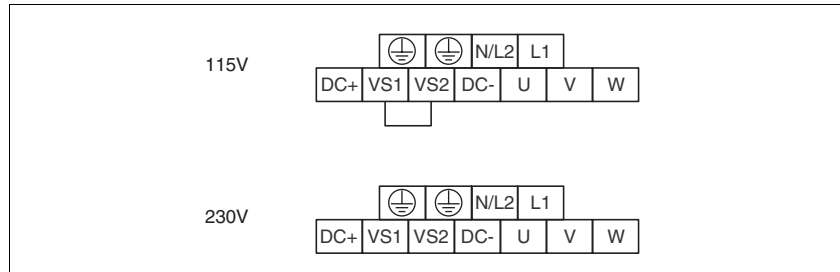 115V
N/L2 L1
DC+ VS1 VS2 DC- U V W
230V
N/L2 L1
DC+ VS1 VS2 DC- U V W